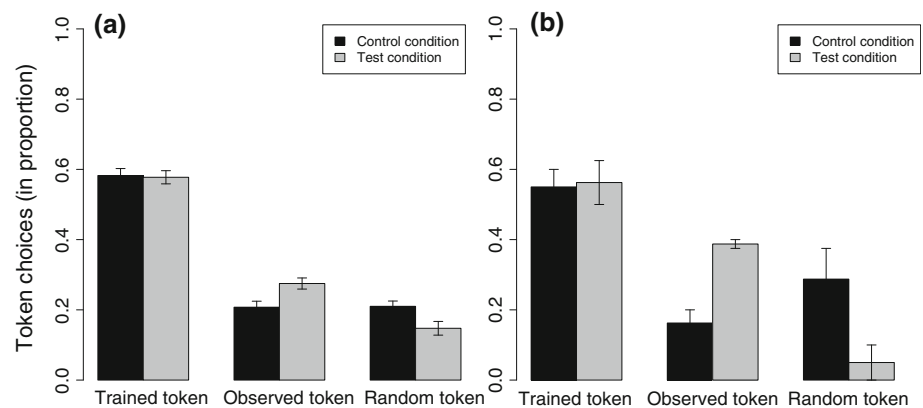 (a)
Control condition
Test condition
Token choices (in proportion)
1.0
0.8
0.6
0.4
0.2
0.0
Trained token Observed token Random token
(b)
Control condition
Test condition
1.0
0.8
0.6
0.4
0.2
0.0
Trained token Observed token Random token